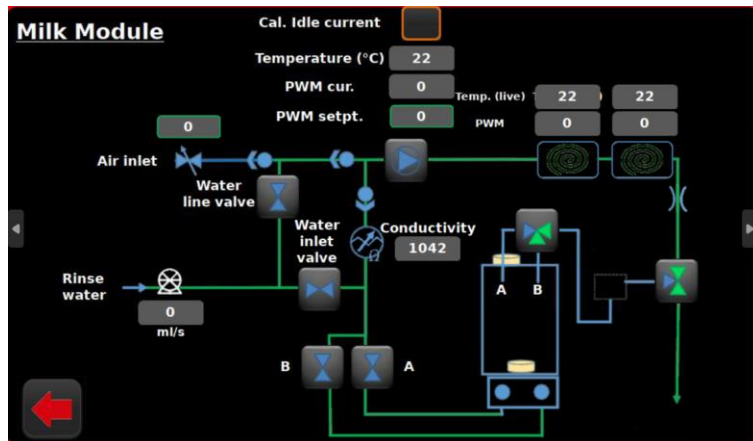 Milk Module
Cal. Idle current
Temperature (°C) 22
PWM cur. 0
PWM setpt. 0
Temp. (live) 22 22
PWM 0 0
0
Air inlet
Water
line valve
Water
inlet
valve
Conductivity
1042
Ω
Rinse
water
0
ml/s
A B
B A